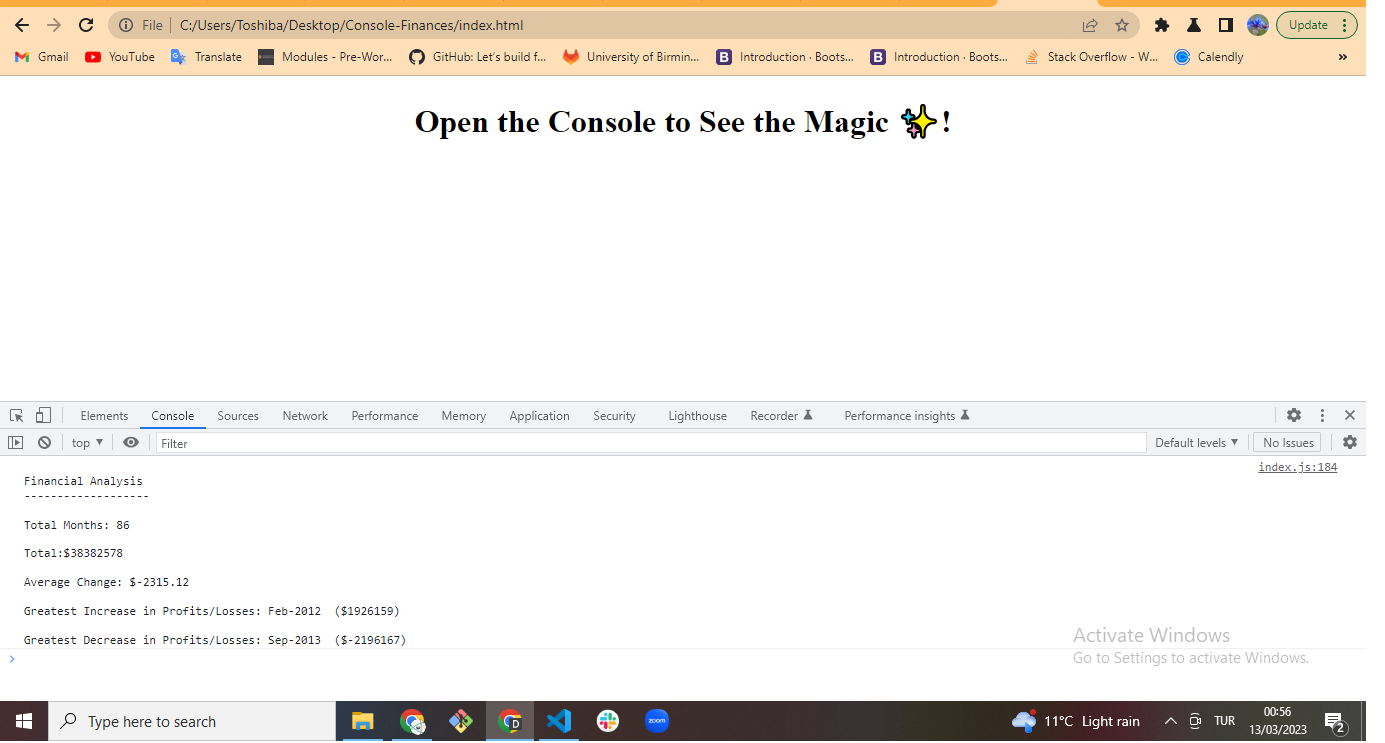 File C:/Users/Toshiba/Desktop/Console-Finances/index.html Update
Gmail YouTube Translate Modules - Pre-Wor... GitHub: Let's build f... University of Birmin... Introduction · Boots... Introduction · Boots... Stack Overflow - W... Calendly »
Open the Console to See the Magic ✨!
Elements Console Sources Network Performance Memory Application Security Lighthouse Recorder Performance insights
top Filter Default levels No Issues
index.js:184
Financial Analysis
-------------------
Total Months: 86
Total:$38382578
Average Change: $-2315.12
Greatest Increase in Profits/Losses: Feb-2012 ($1926159)
Greatest Decrease in Profits/Losses: Sep-2013 ($-2196167)
Activate Windows
Go to Settings to activate Windows.
Type here to search zoom 11°C Light rain TUR 00:56
13/03/2023 2